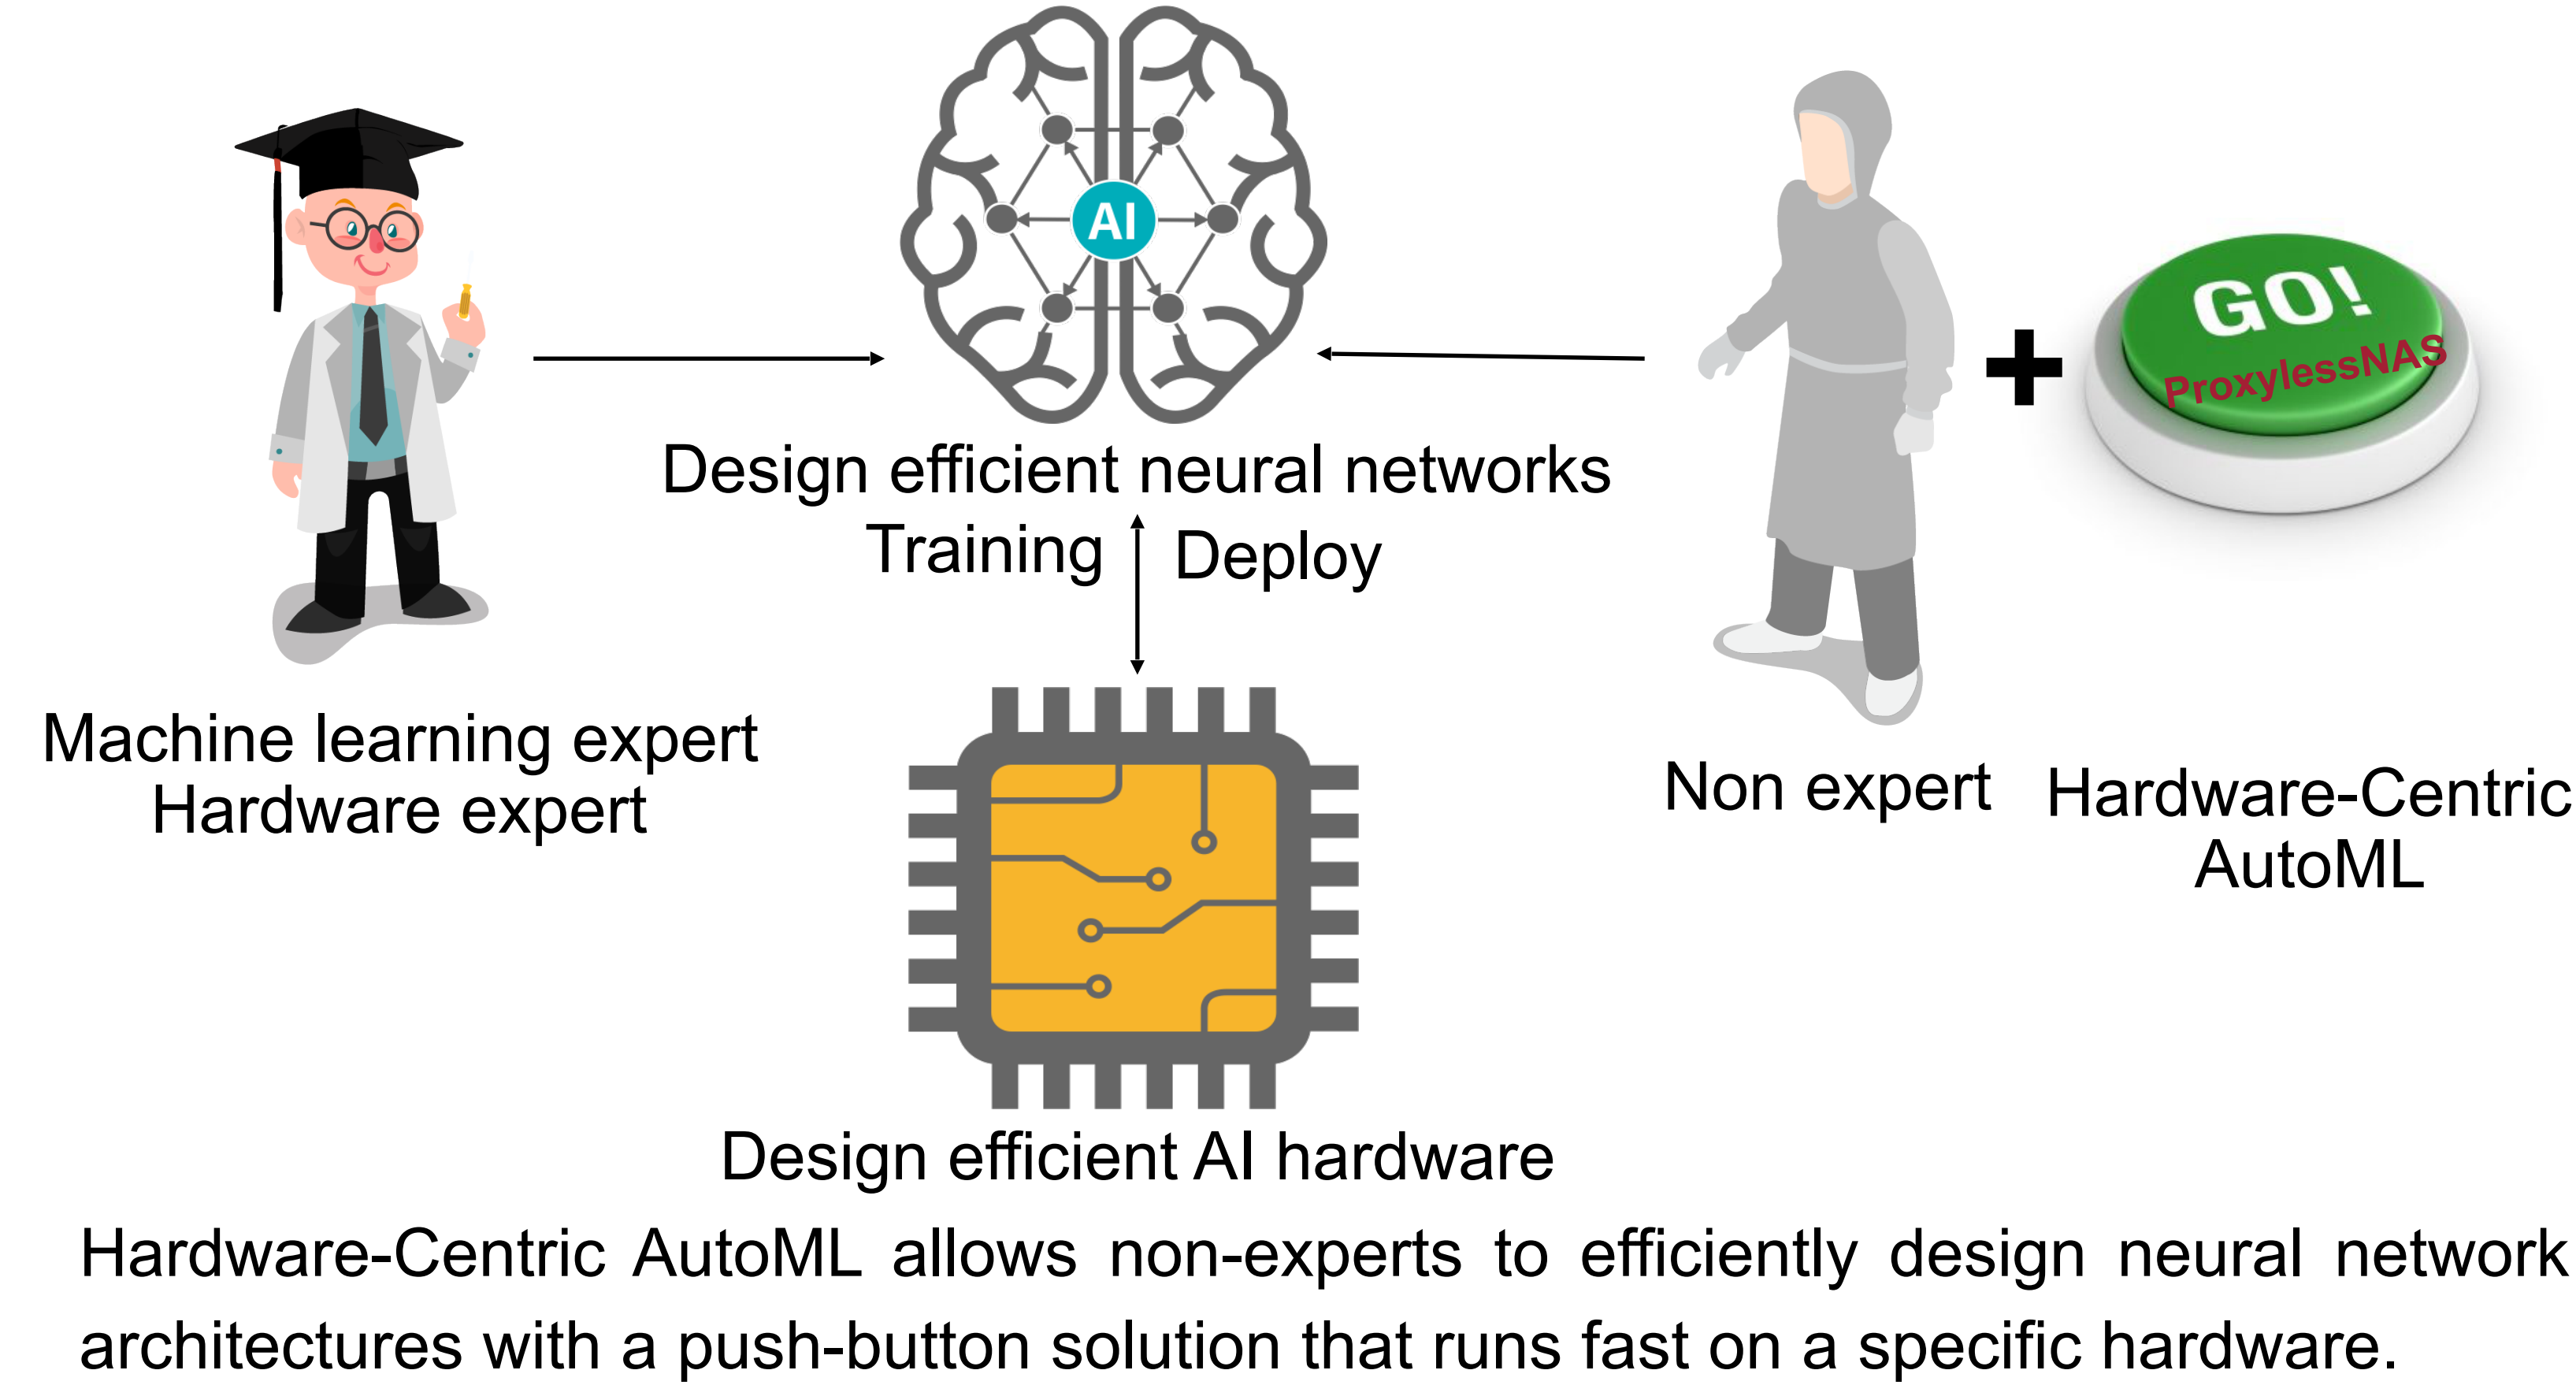 AI
GO!
ProxylessNAS
Design efficient neural networks
Training
Deploy
Machine learning expert
Hardware expert
Non expert
Hardware-Centric
AutoML
Design efficient AI hardware
Hardware-Centric AutoML allows non-experts to efficiently design neural network
architectures with a push-button solution that runs fast on a specific hardware.